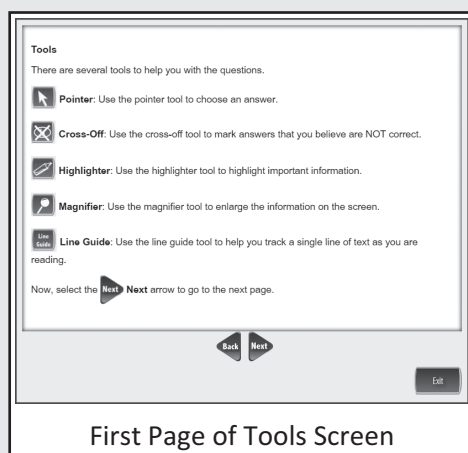 Tools
There are several tools to help you with the questions.
Pointer: Use the pointer tool to choose an answer.
Cross-Off: Use the cross-off tool to mark answers that you believe are NOT correct.
Highlighter: Use the highlighter tool to highlight important information.
Magnifier: Use the magnifier tool to enlarge the information on the screen.
Line Guide Line Guide: Use the line guide tool to help you track a single line of text as you are
reading.
Now, select the Next Next arrow to go to the next page.
Back Next
Exit
First Page of Tools Screen